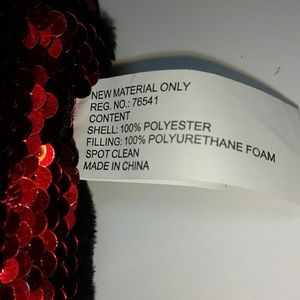 NEW MATERIAL ONLY
REG. NO.: 76541
CONTENT
SHELL: 100% POLYESTER
FILLING: 100% POLYURETHANE FOAM
SPOT CLEAN
MADE IN CHINA